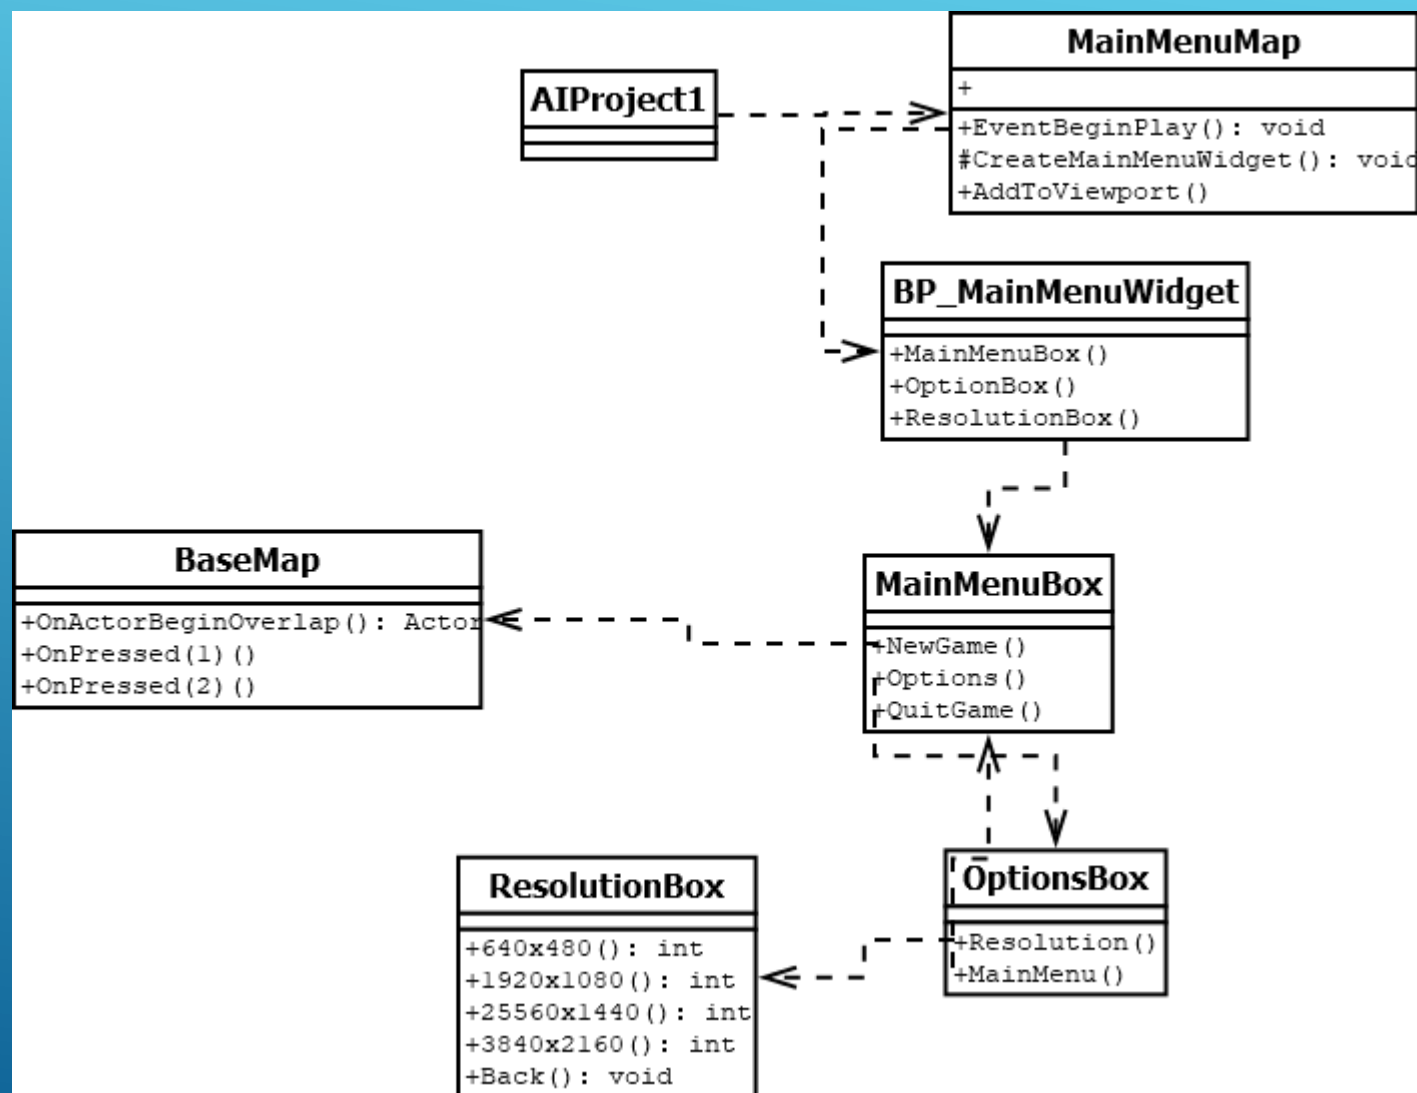 MainMenuMap
+
+EventBeginPlay(): void
#CreateMainMenuWidget(): void
+AddToViewport()
AIProject1
BP_MainMenuWidget
+MainMenuBox()
+OptionBox()
+ResolutionBox()
BaseMap
+OnActorBeginOverlap(): Actor
+OnPressed(1)()
+OnPressed(2)()
MainMenuBox
+NewGame()
+Options()
+QuitGame()
ResolutionBox
+640x480(): int
+1920x1080(): int
+25560x1440(): int
+3840x2160(): int
+Back(): void
OptionsBox
+Resolution()
+MainMenu()